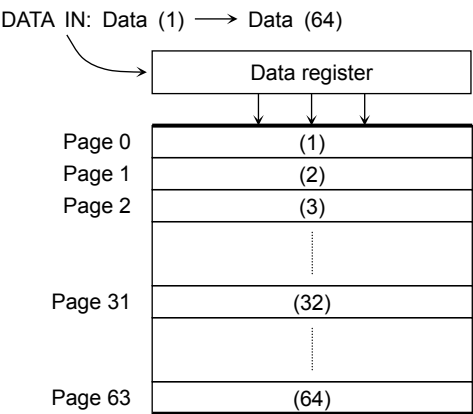 DATA IN: Data (1) ⟶ Data (64)
Data register
Page 0 (1)
Page 1 (2)
Page 2 (3)
Page 31 (32)
Page 63 (64)